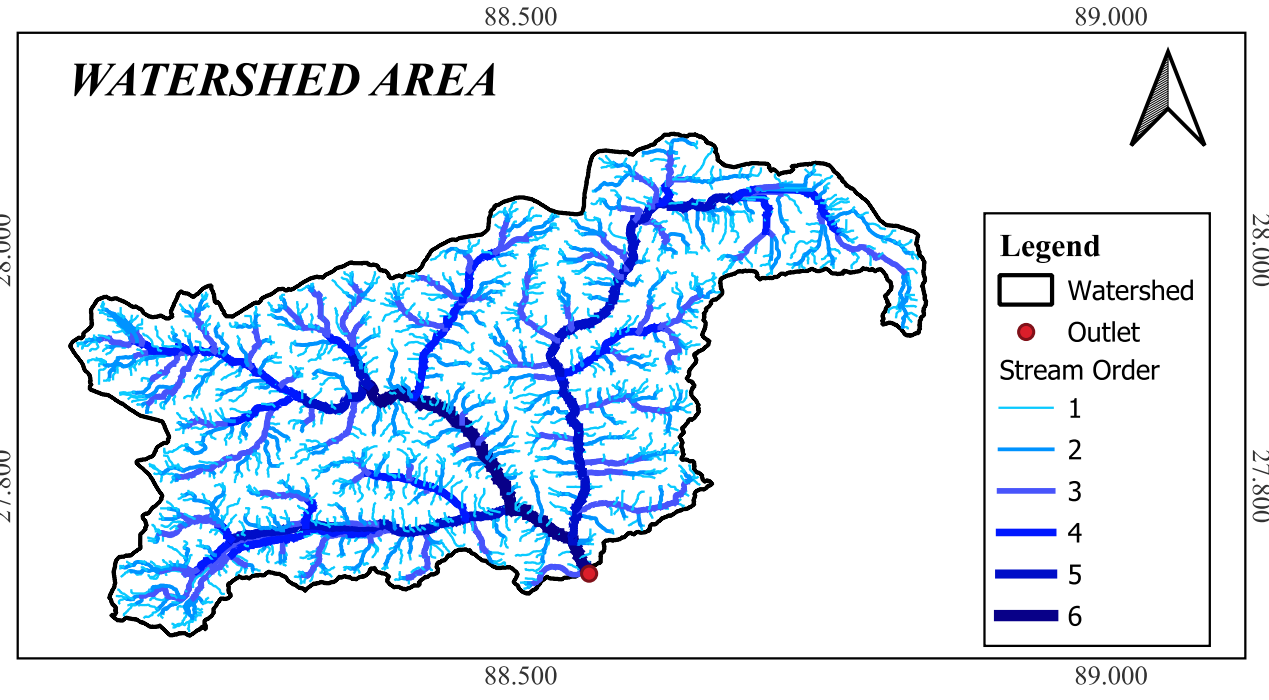 88.500 89.000
WATERSHED AREA
28.000 28.000
Legend
Watershed
Outlet
Stream Order
1
2
3
4
5
6
27.800 27.800
88.500 89.000